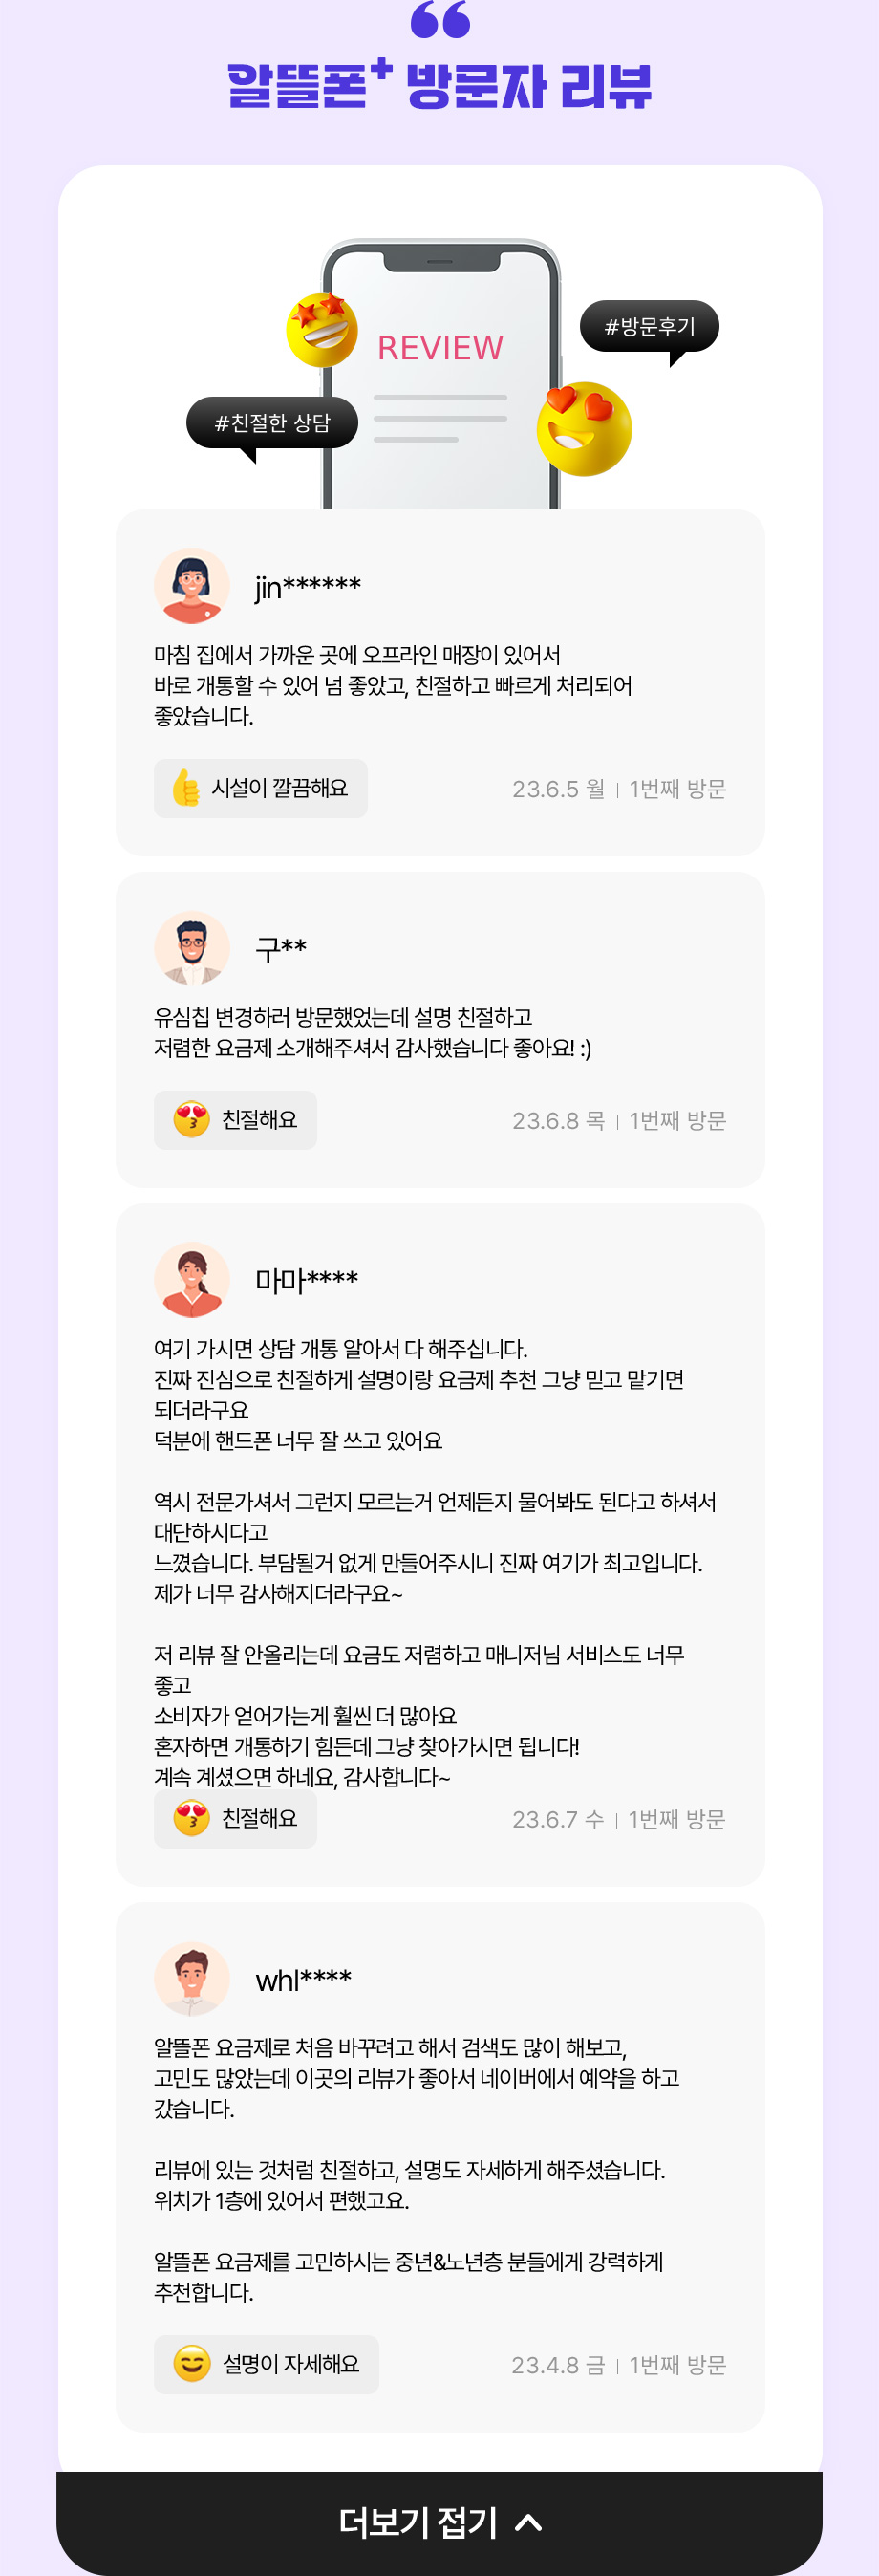 알뜰폰+ 방문자 리뷰
REVIEW
#방문후기
#친절한 상담
jin******
마침 집에서 가까운 곳에 오프라인 매장이 있어서
바로 개통할 수 있어 넘 좋았고, 친절하고 빠르게 처리되어
좋았습니다.
시설이 깔끔해요
23.6.5 월 | 1번째 방문
구**
유심칩 변경하러 방문했었는데 설명 친절하고
저렴한 요금제 소개해주셔서 감사했습니다 좋아요! :)
친절해요
23.6.8 목 | 1번째 방문
마마****
여기 가시면 상담 개통 알아서 다 해주십니다.
진짜 진심으로 친절하게 설명이랑 요금제 추천 그냥 믿고 맡기면
되더라구요
덕분에 핸드폰 너무 잘 쓰고 있어요
역시 전문가셔서 그런지 모르는거 언제든지 물어봐도 된다고 하셔서
대단하시다고
느꼈습니다. 부담될거 없게 만들어주시니 진짜 여기가 최고입니다.
제가 너무 감사해지더라구요~
저 리뷰 잘 안올리는데 요금도 저렴하고 매니저님 서비스도 너무
좋고
소비자가 얻어가는게 훨씬 더 많아요
혼자하면 개통하기 힘든데 그냥 찾아가시면 됩니다!
계속 계셨으면 하네요, 감사합니다~
친절해요
23.6.7 수 | 1번째 방문
whl****
알뜰폰 요금제로 처음 바꾸려고 해서 검색도 많이 해보고,
고민도 많았는데 이곳의 리뷰가 좋아서 네이버에서 예약을 하고
갔습니다.
리뷰에 있는 것처럼 친절하고, 설명도 자세하게 해주셨습니다.
위치가 1층에 있어서 편했고요.
알뜰폰 요금제를 고민하시는 중년&노년층 분들에게 강력하게
추천합니다.
설명이 자세해요
23.4.8 금 | 1번째 방문
더보기 접기